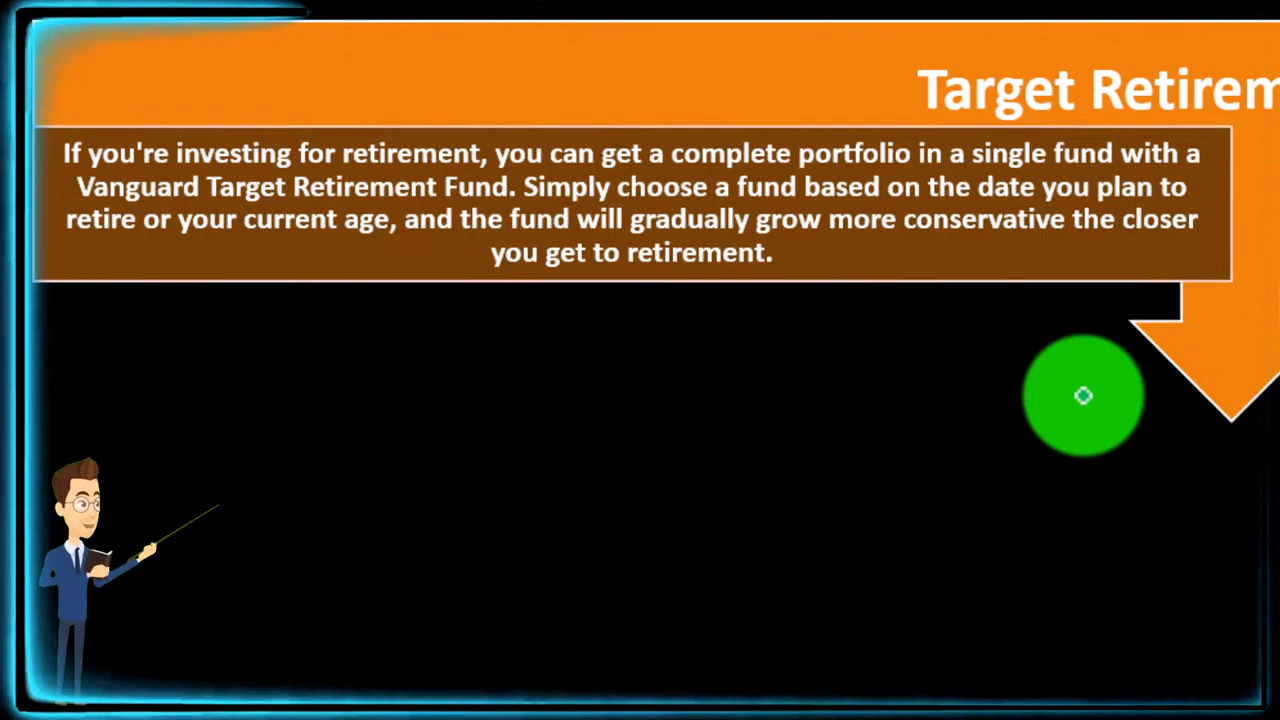 Target Retirem
If you're investing for retirement, you can get a complete portfolio in a single fund with a
Vanguard Target Retirement Fund. Simply choose a fund based on the date you plan to
retire or your current age, and the fund will gradually grow more conservative the closer
you get to retirement.